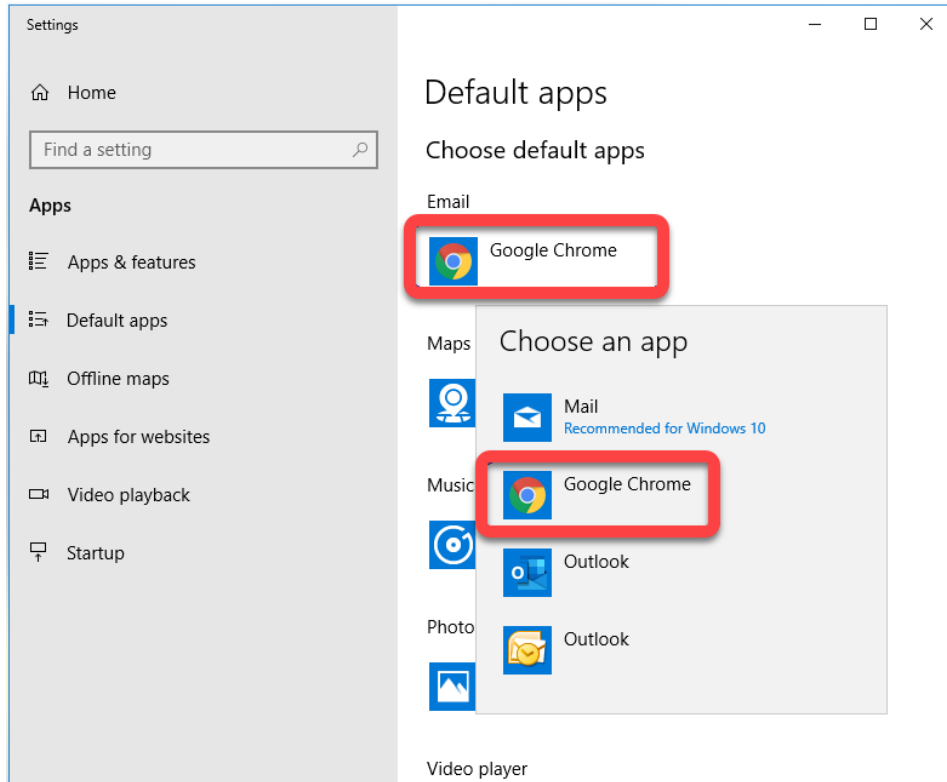 Settings
Home
Find a setting
Apps
Apps & features
Default apps
Offline maps
Apps for websites
Video playback
Startup
Default apps
Choose default apps
Email
Google Chrome
Maps
Music
Photo
Video player
Choose an app
Mail
Recommended for Windows 10
Google Chrome
Outlook
Outlook